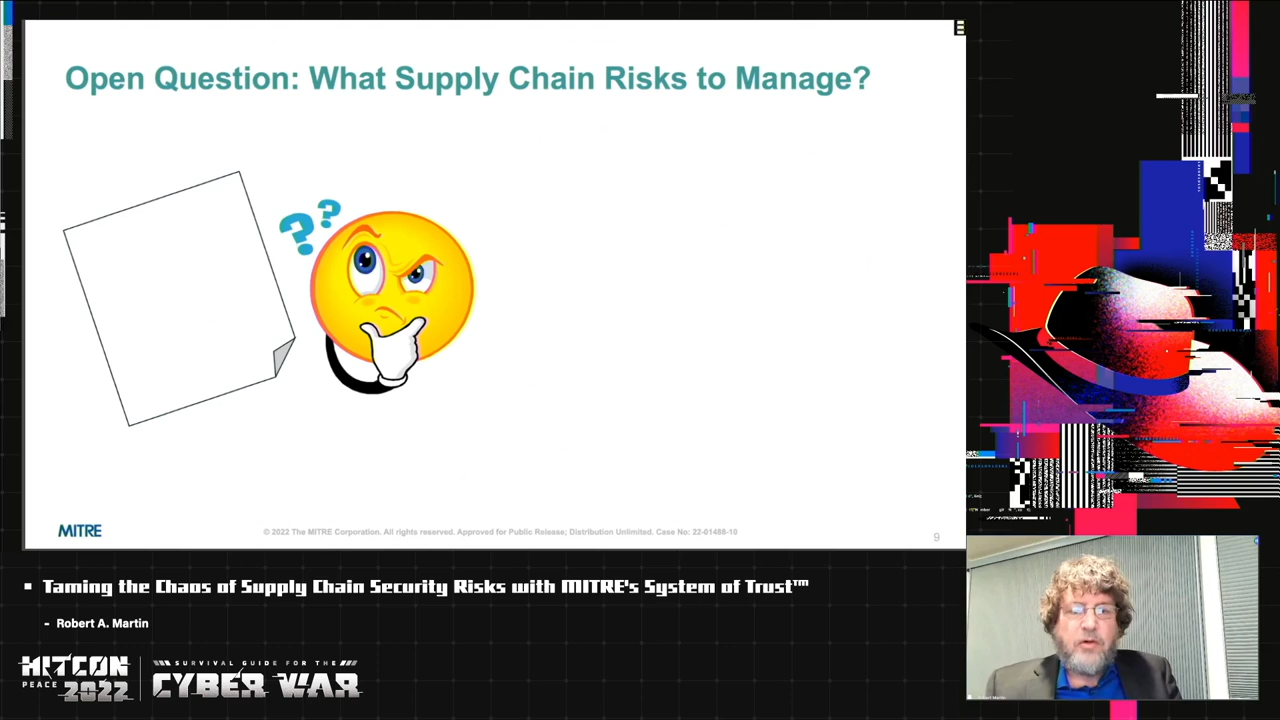 Open Question: What Supply Chain Risks to Manage?
? ?
MITRE
© 2022 The MITRE Corporation. All rights reserved. Approved for Public Release; Distribution Unlimited. Case No: 22-01488-10
9
Taming the Chaos of Supply Chain Security Risks with MITRE's System of Trust™
- Robert A. Martin
HITCON
PEACE 2022
SURVIVAL GUIDE FOR THE
CYBER WAR
Robert Martin